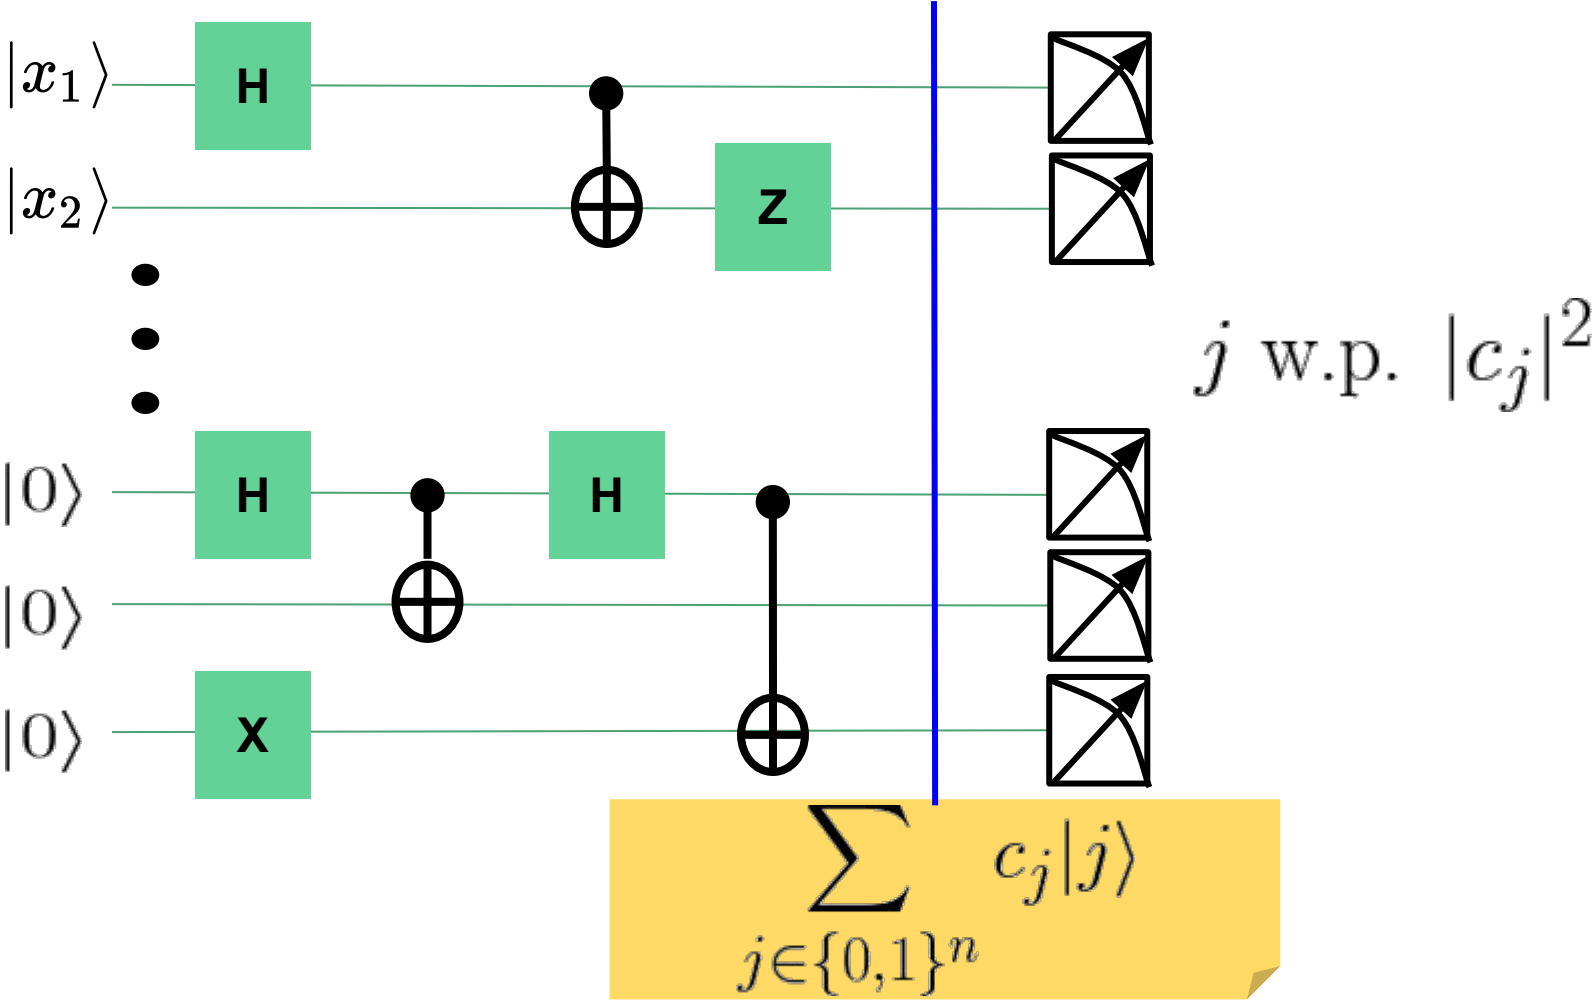 |x₁⟩ H
|x₂⟩ Z
j w.p. |cⱼ|²
|0⟩ H H
|0⟩
|0⟩ X
∑ cⱼ|j⟩
j∈{0,1}ⁿ